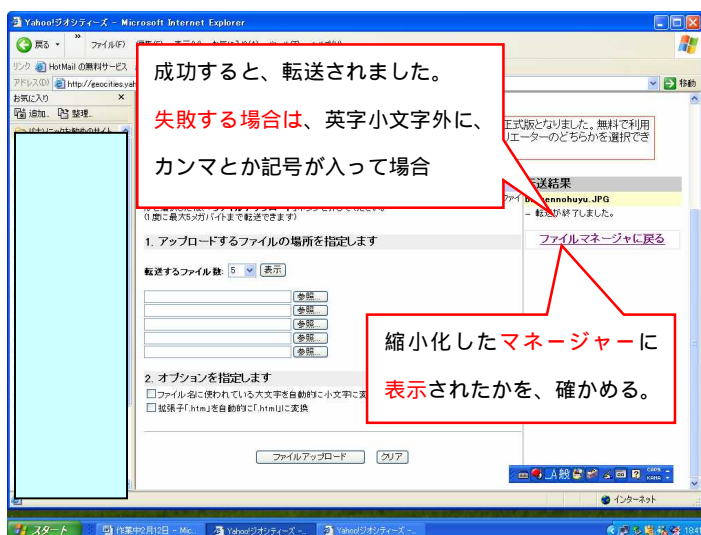 Yahoo!ジオシティーズ - Microsoft Internet Explorer
戻る
ファイル(F)
リンク HotMail の無料サービス
アドレス(D) http://geocities.yah
移動
お気に入り ×
追加... 整理...
成功すると、転送されました。
失敗する場合は、英字小文字外に、
カンマとか記号が入って場合
正式版となりました。無料で利用
エーターのどちらかを選択でき
(1度に最大5メガバイトまで転送できます)
1. アップロードするファイルの場所を指定します
転送するファイル数: 5 表示
参照...
参照...
参照...
参照...
参照...
2. オプションを指定します
ファイル名に使われている大文字を自動的に小文字に変
拡張子「.htm」を自動的に「.html」に変換
ファイルアップロード クリア
送結果
ennohuyu.JPG
- 転送が終了しました。
ファイルマネージャに戻る
縮小化したマネージャーに
表示されたかを、確かめる。
A 般
CAPS
KANA
インターネット
スタート
作業中2月12日 - Mic...
Yahoo!ジオシティーズ -...
Yahoo!ジオシティーズ -...
18:41